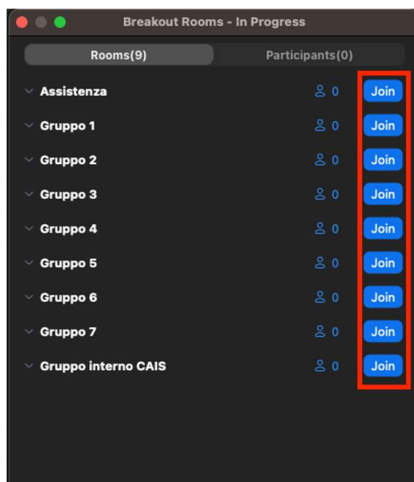 Breakout Rooms - In Progress
Rooms(9) Participants(0)
Assistenza 0 Join
Gruppo 1 0 Join
Gruppo 2 0 Join
Gruppo 3 0 Join
Gruppo 4 0 Join
Gruppo 5 0 Join
Gruppo 6 0 Join
Gruppo 7 0 Join
Gruppo interno CAIS 0 Join